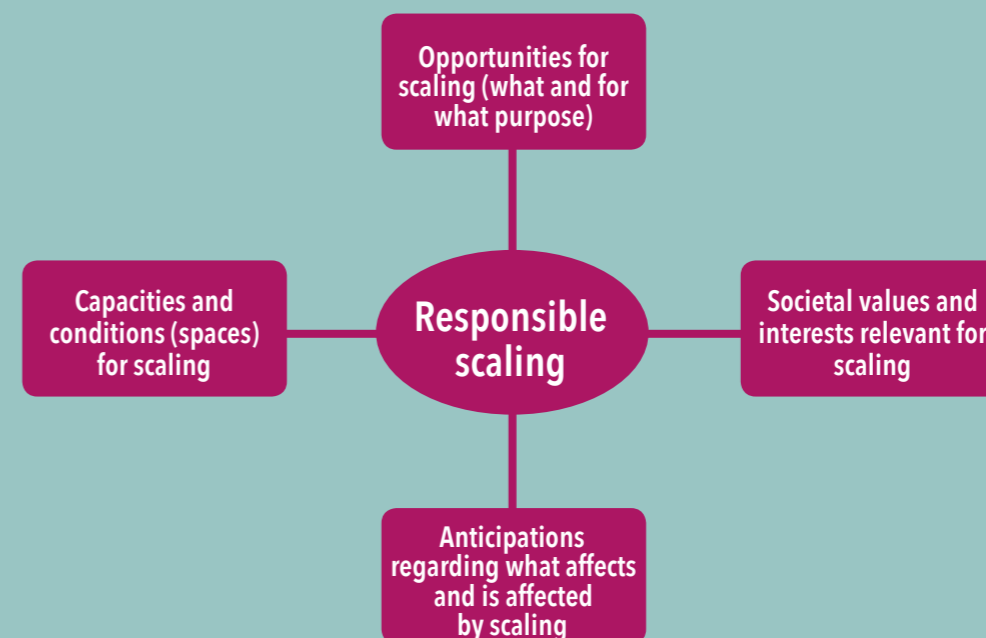 Opportunities for
scaling (what and for
what purpose)
Capacities and
conditions (spaces)
for scaling
Responsible
scaling
Societal values and
interests relevant for
scaling
Anticipations
regarding what affects
and is affected
by scaling